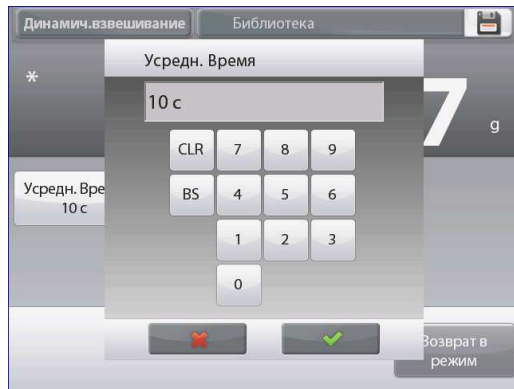 Динамич.взвешивание
Библиотека
Усредн. Время
*
10 с
7
g
CLR
7
8
9
BS
4
5
6
1
2
3
0
Усредн. Вре
10 с
Возврат в
режим